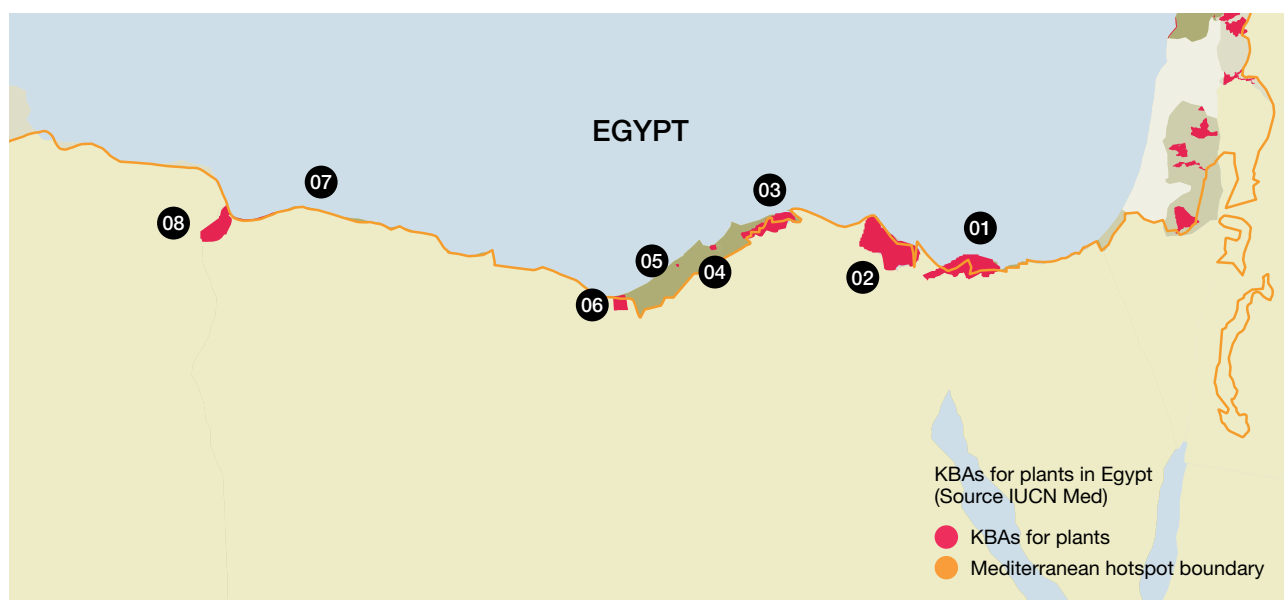 EGYPT
07
03
08
01
05
04
02
06
KBAs for plants in Egypt
(Source IUCN Med)
KBAs for plants
Mediterranean hotspot boundary